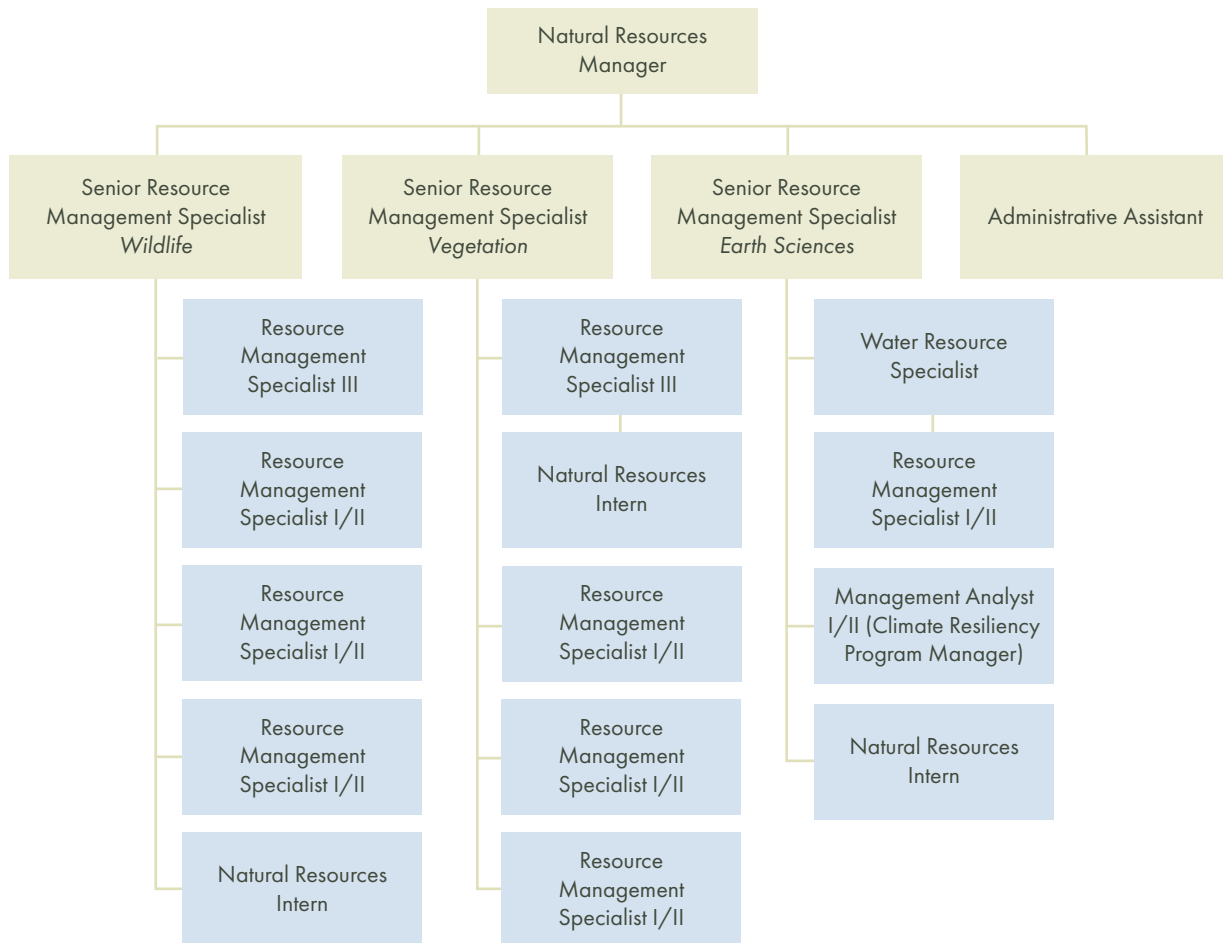 Natural Resources
Manager
Senior Resource
Management Specialist
Wildlife
Senior Resource
Management Specialist
Vegetation
Senior Resource
Management Specialist
Earth Sciences
Administrative Assistant
Resource
Management
Specialist III
Resource
Management
Specialist I/II
Resource
Management
Specialist I/II
Resource
Management
Specialist I/II
Natural Resources
Intern
Resource
Management
Specialist III
Natural Resources
Intern
Resource
Management
Specialist I/II
Resource
Management
Specialist I/II
Resource
Management
Specialist I/II
Water Resource
Specialist
Resource
Management
Specialist I/II
Management Analyst
I/II (Climate Resiliency
Program Manager)
Natural Resources
Intern